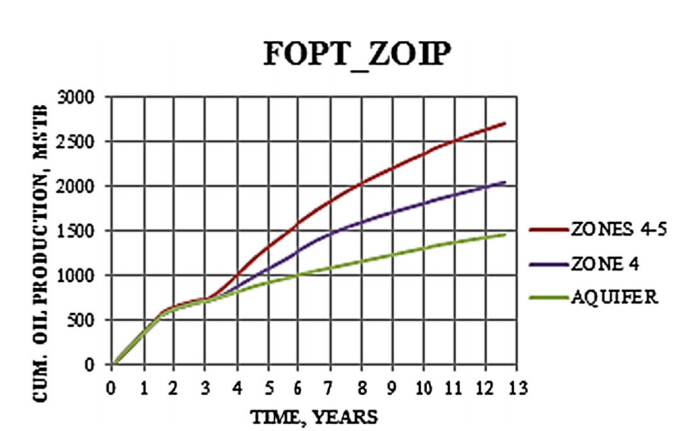 FOPT_ZOIP
CUM. OIL PRODUCTION, MSTB
3000
2500
2000
1500
1000
500
0
0 1 2 3 4 5 6 7 8 9 10 11 12 13
TIME, YEARS
ZONES 4-5
ZONE 4
AQUIFER